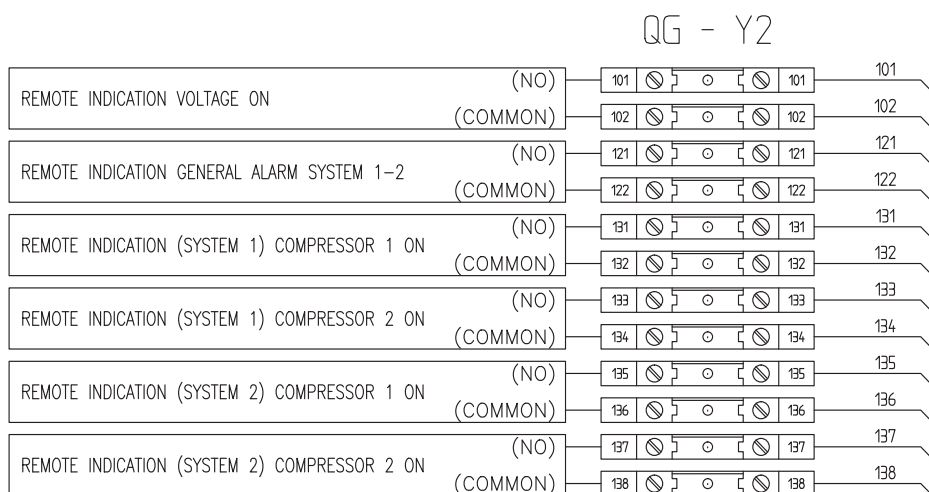 QG - Y2
REMOTE INDICATION VOLTAGE ON
(NO) 101 101 101
(COMMON) 102 102 102
REMOTE INDICATION GENERAL ALARM SYSTEM 1-2
(NO) 121 121 121
(COMMON) 122 122 122
REMOTE INDICATION (SYSTEM 1) COMPRESSOR 1 ON
(NO) 131 131 131
(COMMON) 132 132 132
REMOTE INDICATION (SYSTEM 1) COMPRESSOR 2 ON
(NO) 133 133 133
(COMMON) 134 134 134
REMOTE INDICATION (SYSTEM 2) COMPRESSOR 1 ON
(NO) 135 135 135
(COMMON) 136 136 136
REMOTE INDICATION (SYSTEM 2) COMPRESSOR 2 ON
(NO) 137 137 137
(COMMON) 138 138 138